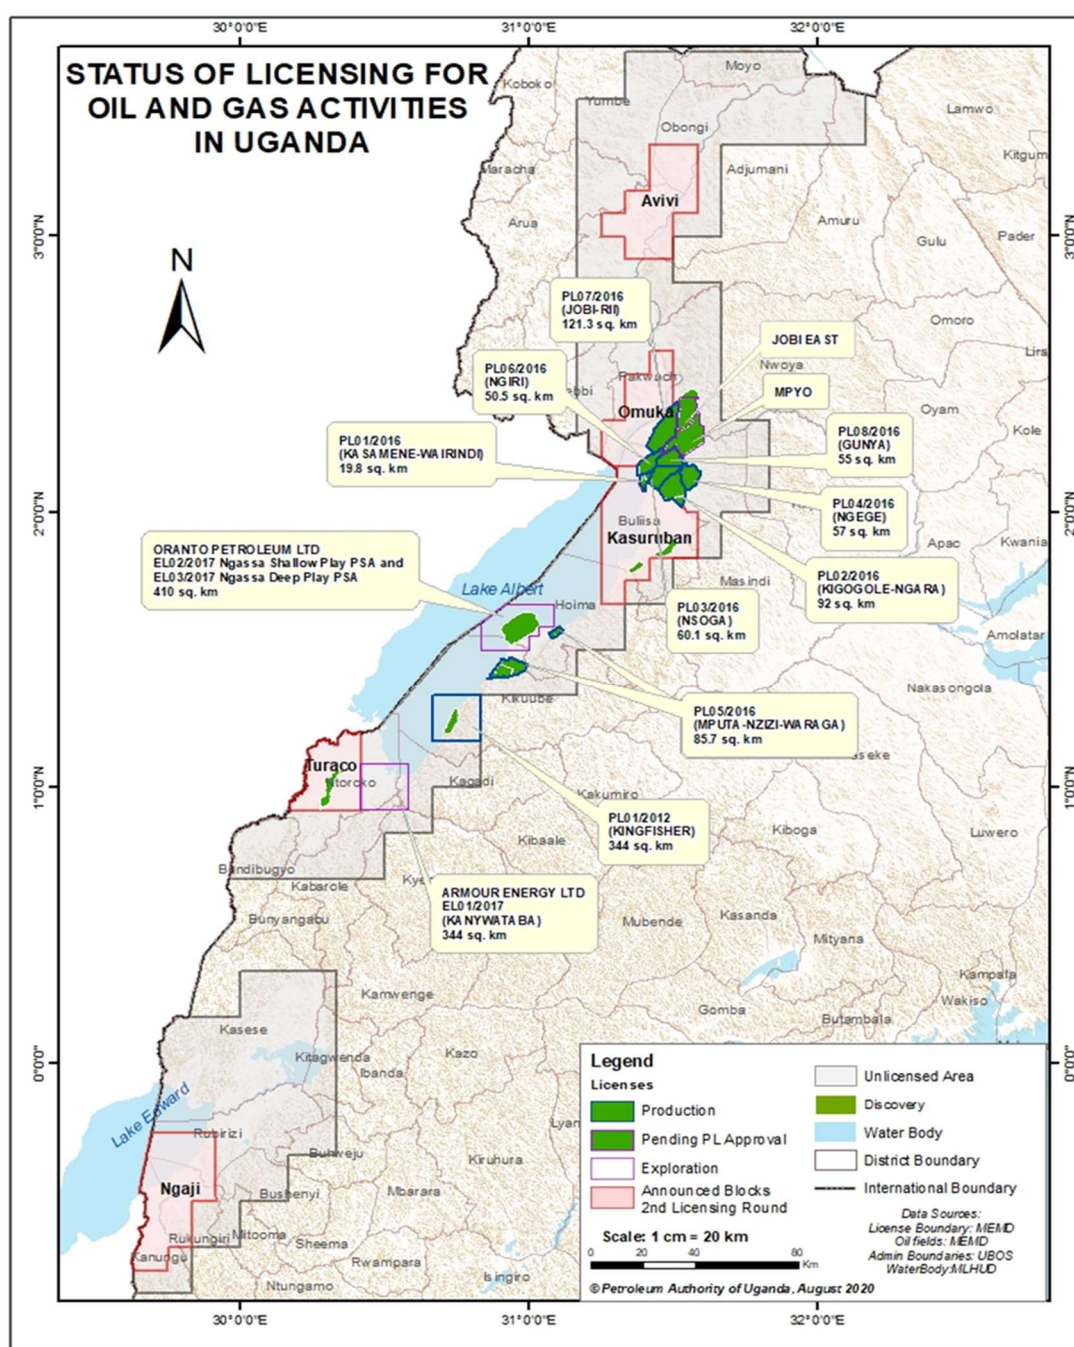 30°0'0"E 31°0'0"E 32°0'0"E
STATUS OF LICENSING FOR
OIL AND GAS ACTIVITIES
IN UGANDA
Koboko
Yumbe
Moyo
Obongi
Lamwo
Kitgum
Maracha
Adjumani
Avivi
Arua
Amuru
Gulu
Pader
3°0'0"N
3°0'0"N
N
PL07/2016
(JOBI-RII)
121.3 sq. km
JOBI EAST
Omoro
Nwoya
PL06/2016
(NGIRI)
50.5 sq. km
Pakwach
MPYO
Omuka
Oyam
Kole
PL08/2016
(GUNYA)
55 sq. km
PL01/2016
(KASAMENE-WAIRINDI)
19.8 sq. km
PL04/2016
(NGEGE)
57 sq. km
2°0'0"N
2°0'0"N
Buliisa
Kasuruban
Apac
Kwania
ORANTO PETROLEUM LTD
EL02/2017 Ngassa Shallow Play PSA and
EL03/2017 Ngassa Deep Play PSA
410 sq. km
Lake Albert
Hoima
Masindi
PL02/2016
(KIGOGOLE-NGARA)
92 sq. km
PL03/2016
(NSOGA)
60.1 sq. km
Amolatar
Nakasongola
Kikuube
PL05/2016
(MPUTA-NZIZI-WARAGA)
85.7 sq. km
Turaco
Ntoroko
Kagadi
1°0'0"N
1°0'0"N
Kakumiro
PL01/2012
(KINGFISHER)
344 sq. km
Kiboga
Luwero
Kibaale
Bundibugyo
Kabarole
ARMOUR ENERGY LTD
EL01/2017
(KANYWATABA)
344 sq. km
Bunyangabu
Mubende
Kasanda
Mityana
Kampala
Kamwenge
Gomba
Wakiso
Butambala
Kasese
Kitagwenda
Kazo
Ibanda
0°0'0"
0°0'0"
Lake Edward
Rubirizi
Buhweju
Kiruhura
Ngaji
Bushenyi
Mbarara
Rukungiri
Mitooma
Kanungu
Sheema
Rwampara
Ntungamo
Isingiro
Legend
Licenses
Production
Pending PL Approval
Exploration
Announced Blocks
2nd Licensing Round
Unlicensed Area
Discovery
Water Body
District Boundary
International Boundary
Scale: 1 cm = 20 km
0 20 40 80
Km
Data Sources:
License Boundary: MEMD
Oil fields: MEMD
Admin Boundaries: UBOS
WaterBody:MLHUD
© Petroleum Authority of Uganda, August 2020
30°0'0"E 31°0'0"E 32°0'0"E